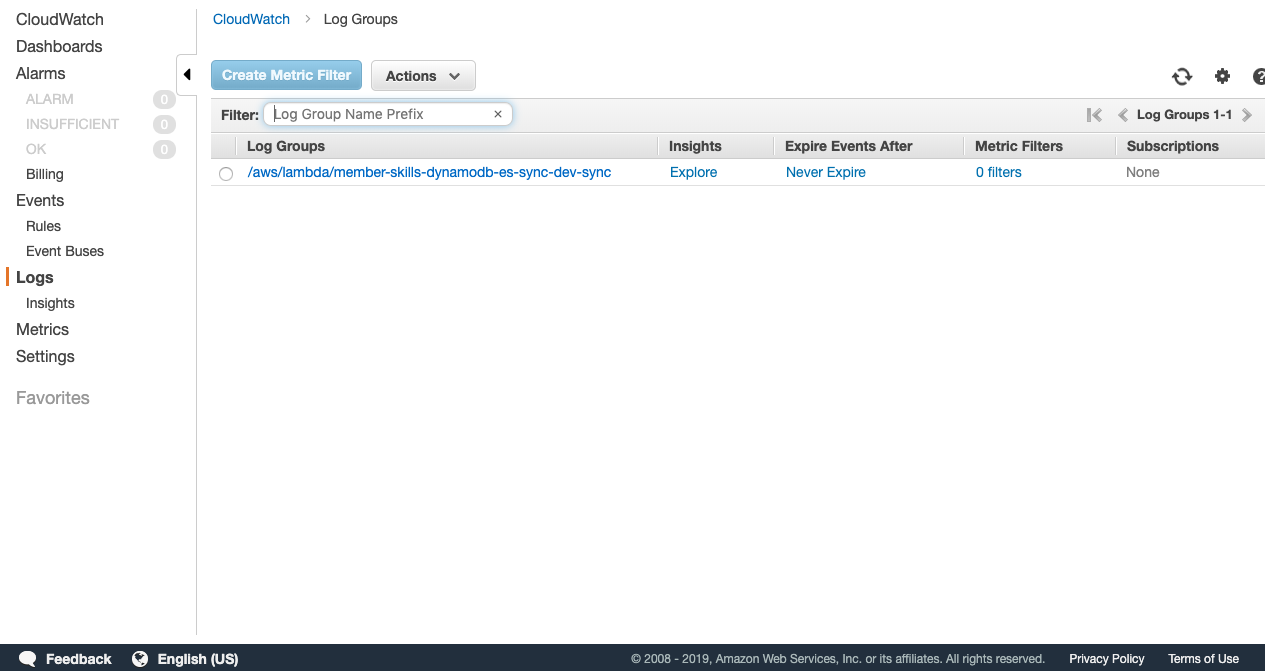 CloudWatch
Dashboards
Alarms
ALARM 0
INSUFFICIENT 0
OK 0
Billing
Events
Rules
Event Buses
Logs
Insights
Metrics
Settings
Favorites
CloudWatch > Log Groups
Create Metric Filter Actions
Filter: Log Group Name Prefix × Log Groups 1-1
Log Groups Insights Expire Events After Metric Filters Subscriptions
/aws/lambda/member-skills-dynamodb-es-sync-dev-sync Explore Never Expire 0 filters None
Feedback English (US) © 2008 - 2019, Amazon Web Services, Inc. or its affiliates. All rights reserved. Privacy Policy Terms of Use